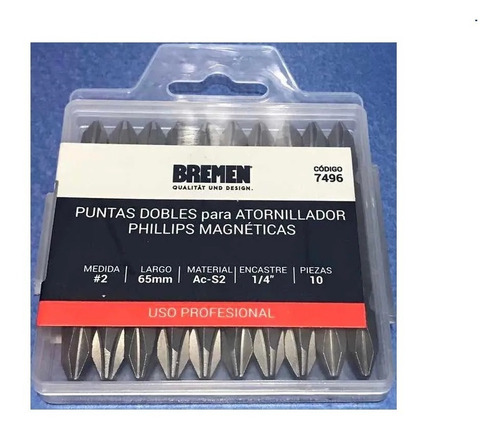 BREMEN
QUALITÄT UND DESIGN.
CÓDIGO
7496
PUNTAS DOBLES para ATORNILLADOR
PHILLIPS MAGNÉTICAS
MEDIDA
#2
LARGO
65mm
MATERIAL
Ac-S2
ENCASTRE
1/4"
PIEZAS
10
USO PROFESIONAL